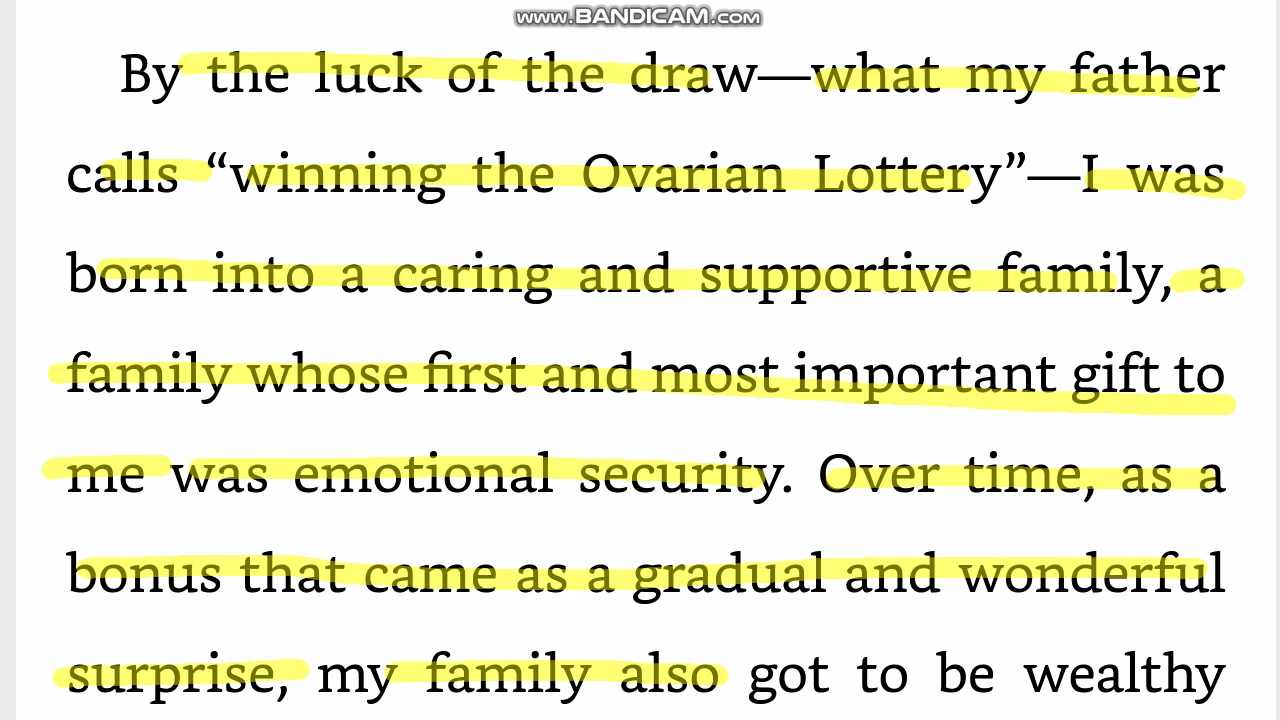 www.BANDICAM.com
By the luck of the draw—what my father
calls “winning the Ovarian Lottery”—I was
born into a caring and supportive family, a
family whose first and most important gift to
me was emotional security. Over time, as a
bonus that came as a gradual and wonderful
surprise, my family also got to be wealthy